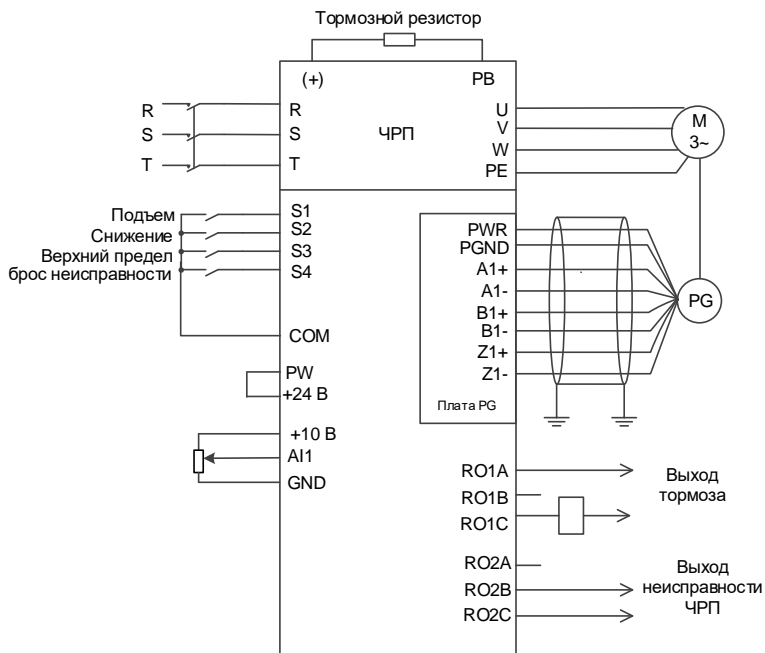 Тормозной резистор
(+)
PB
R
S
T
R
S
T
ЧРП
U
V
W
PE
M
3~
Подъем
Снижение
Верхний предел
брос неисправности
S1
S2
S3
S4
COM
PW
+24 В
+10 В
AI1
GND
PWR
PGND
A1+
A1-
B1+
B1-
Z1+
Z1-
Плата PG
PG
RO1A
RO1B
RO1C
Выход
тормоза
RO2A
RO2B
RO2C
Выход
неисправности
ЧРП